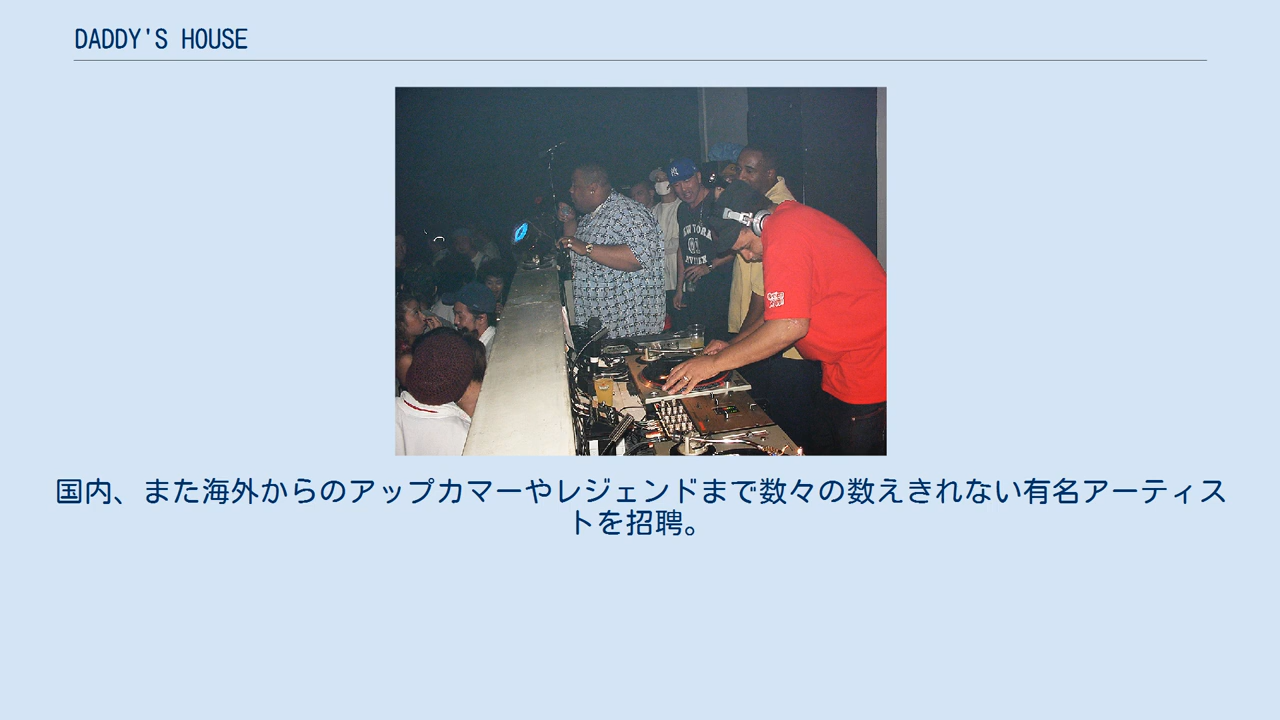 DADDY'S HOUSE
国内、また海外からのアップカマーやレジェンドまで数々の数えきれない有名アーティス
トを招聘。